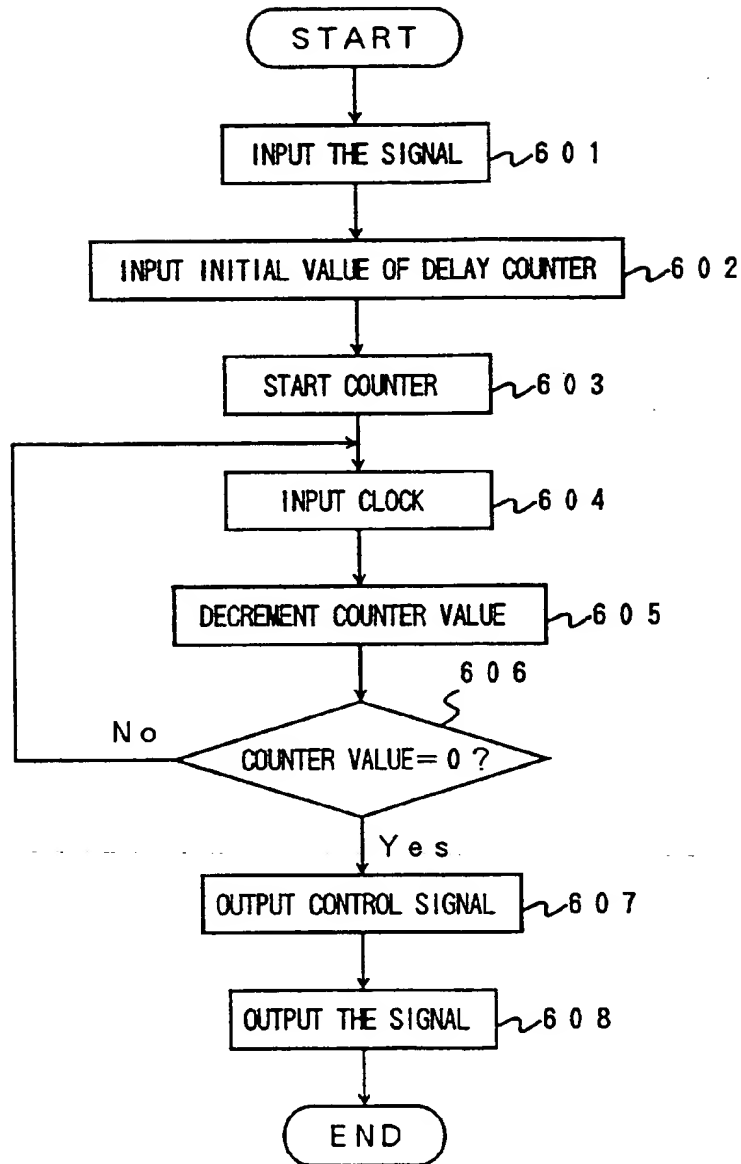 START
INPUT THE SIGNAL 601
INPUT INITIAL VALUE OF DELAY COUNTER 602
START COUNTER 603
INPUT CLOCK 604
DECREMENT COUNTER VALUE 605
606
No
COUNTER VALUE=0?
Yes
OUTPUT CONTROL SIGNAL 607
OUTPUT THE SIGNAL 608
END